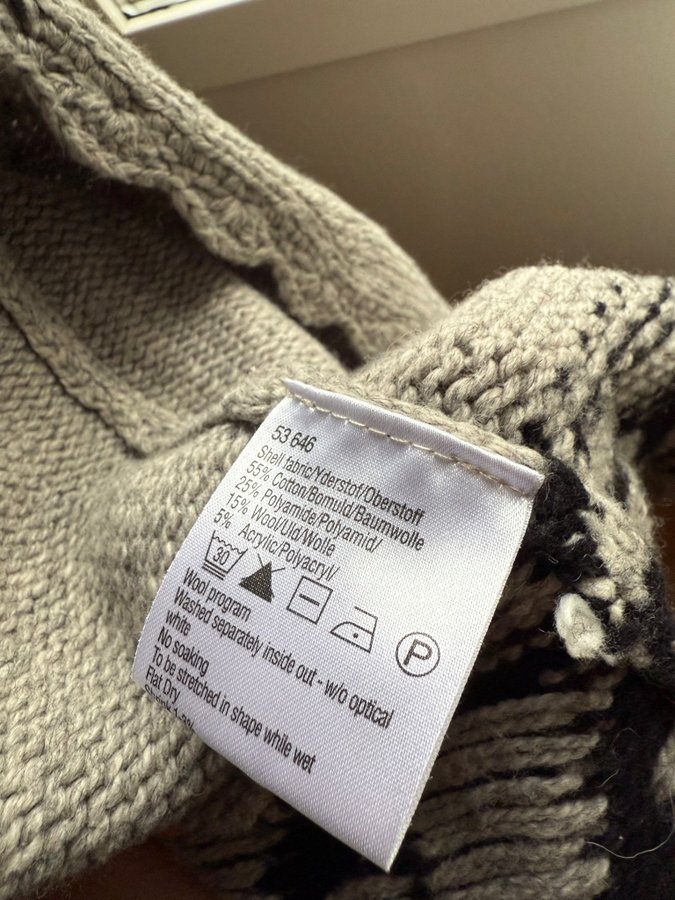 53 646
Shell fabric/Yderstof/Oberstoff
55% Cotton/Bomuld/Baumwolle
25% Polyamide/Polyamid/
15% Wool/Uld/Wolle
5% Acrylic/Polyacryl/
30
P
Wool program
Washed separately inside out - w/o optical
white
No soaking
To be stretched in shape while wet
Flat Dry